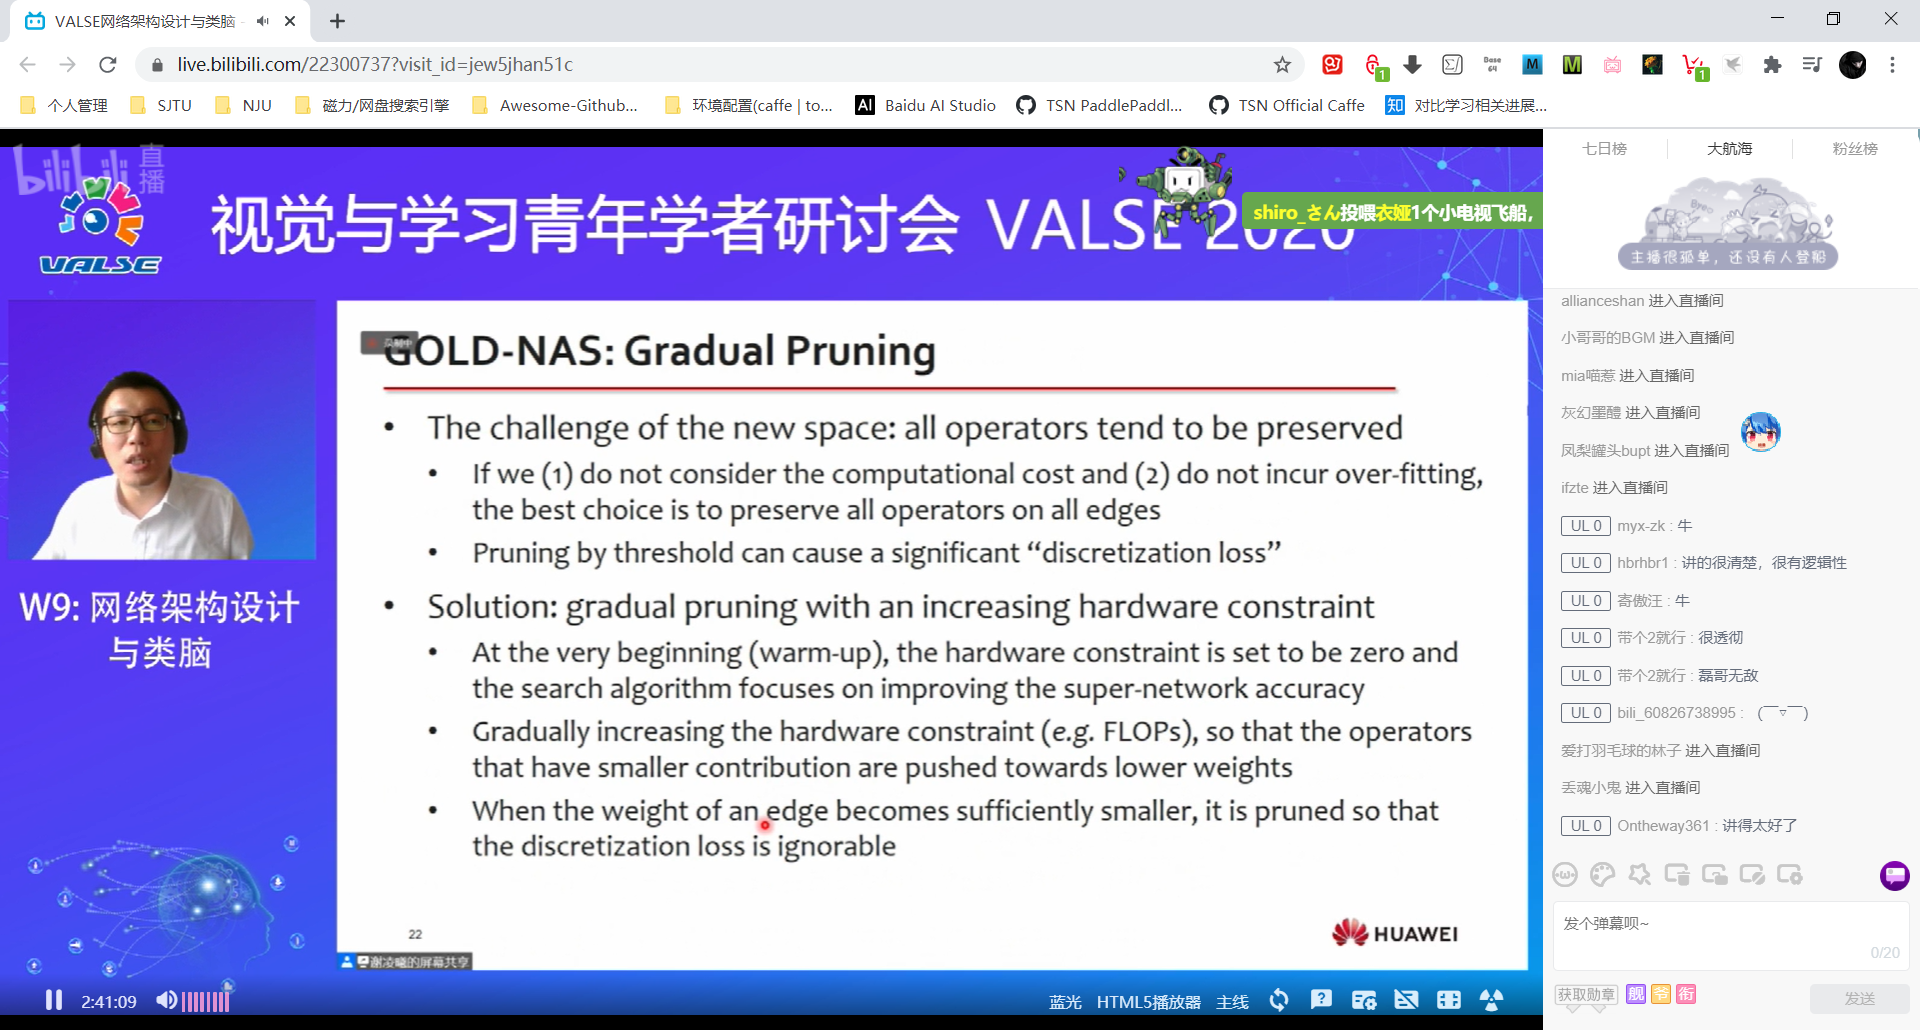 VALSE网络架构设计与类脑
live.bilibili.com/22300737?visit_id=jew5jhan51c
1
Base
64
M
M
1
个人管理
SJTU
NJU
磁力/网盘搜索引擎
Awesome-Github...
环境配置(caffe | to...
AI Baidu AI Studio
TSN PaddlePaddl...
TSN Official Caffe
知 对比学习相关进展...
bilibili 直播
VALSE
视觉与学习青年学者研讨会 VALSE 2020
shiro_さん投喂衣娅1个小电视飞船,
W9: 网络架构设计
与类脑
GOLD-NAS: Gradual Pruning
• The challenge of the new space: all operators tend to be preserved
• If we (1) do not consider the computational cost and (2) do not incur over-fitting,
the best choice is to preserve all operators on all edges
• Pruning by threshold can cause a significant “discretization loss”
• Solution: gradual pruning with an increasing hardware constraint
• At the very beginning (warm-up), the hardware constraint is set to be zero and
the search algorithm focuses on improving the super-network accuracy
• Gradually increasing the hardware constraint (e.g. FLOPs), so that the operators
that have smaller contribution are pushed towards lower weights
• When the weight of an edge becomes sufficiently smaller, it is pruned so that
the discretization loss is ignorable
22
HUAWEI
谢凌曦的屏幕共享
2:41:09
蓝光
HTML5播放器
主线
七日榜
大航海
粉丝榜
主播很孤单，还没有人登船
allianceshan 进入直播间
小哥哥的BGM 进入直播间
mia喵惹 进入直播间
灰幻墨醴 进入直播间
凤梨罐头bupt 进入直播间
ifzte 进入直播间
UL 0 myx-zk : 牛
UL 0 hbrhbr1 : 讲的很清楚，很有逻辑性
UL 0 寄傲汪 : 牛
UL 0 带个2就行 : 很透彻
UL 0 带个2就行 : 磊哥无敌
UL 0 bili_60826738995 : (￣▽￣)
爱打羽毛球的林子 进入直播间
丢魂小鬼 进入直播间
UL 0 Ontheway361 : 讲得太好了
发个弹幕呗~
0/20
获取勋章
舰
爷
衔
发送